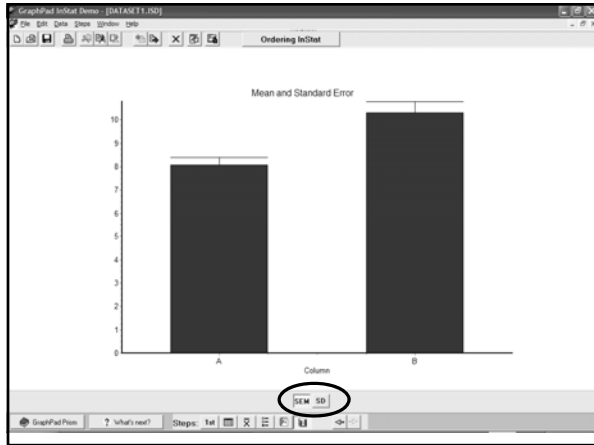 GraphPad InStat Demo - [DATASET1.ISD]
File Edit Data Steps Window Help
Ordering InStat
Mean and Standard Error
10
9
8
7
6
5
4
3
2
1
0
A B
Column
SEM SD
GraphPad Prism ? What's next? Steps: 1st